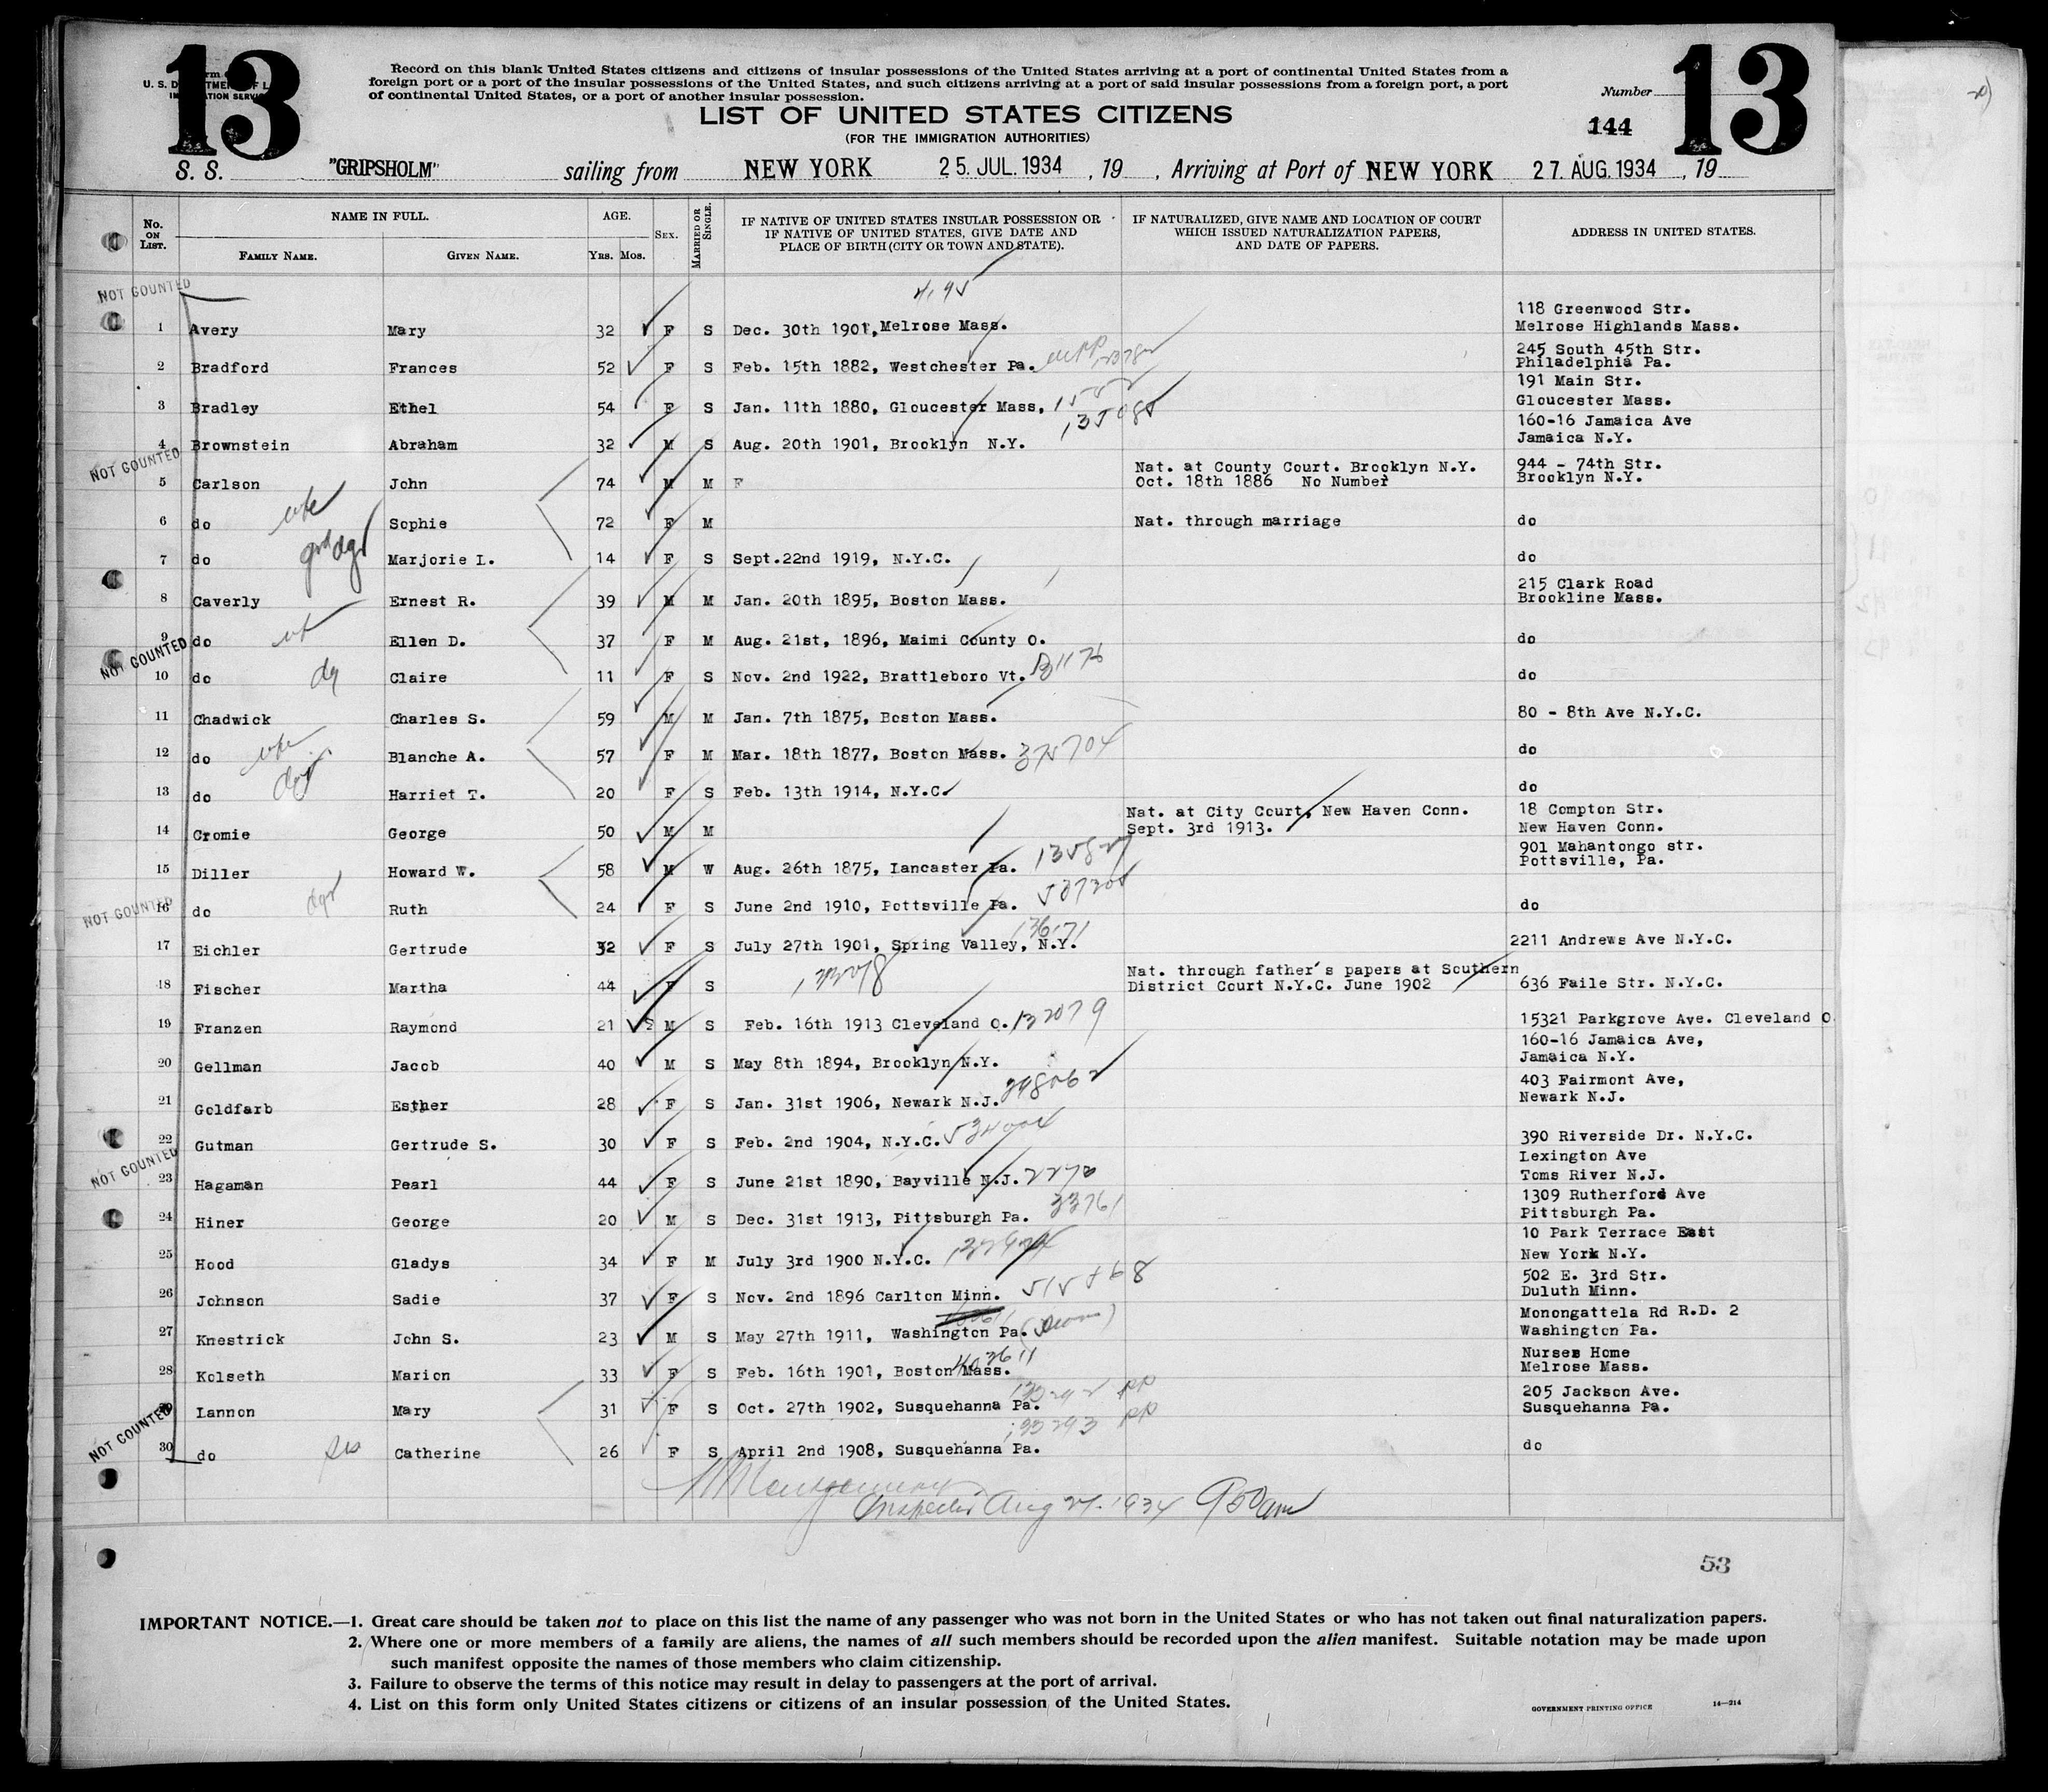 13
13
Record on this blank United States citizens and citizens of insular possessions of the United States arriving at a port of continental United States from a
foreign port or a port of the insular possessions of the United States, and such citizens arriving at a port of said insular possessions from a foreign port, a port
of continental United States, or a port of another insular possession.
Number
LIST OF UNITED STATES CITIZENS
(FOR THE IMMIGRATION AUTHORITIES)
144
S. S. "GRIPSHOLM" sailing from NEW YORK 25. JUL. 1934, 19 , Arriving at Port of NEW YORK 27. AUG. 1934, 19
No. ON LIST. NAME IN FULL. FAMILY NAME. GIVEN NAME. AGE. YRS. MOS. SEX. MARRIED OR SINGLE. IF NATIVE OF UNITED STATES INSULAR POSSESSION OR IF NATIVE OF UNITED STATES, GIVE DATE AND PLACE OF BIRTH (CITY OR TOWN AND STATE). IF NATURALIZED, GIVE NAME AND LOCATION OF COURT WHICH ISSUED NATURALIZATION PAPERS, AND DATE OF PAPERS. ADDRESS IN UNITED STATES.
NOT COUNTED
1 Avery Mary 32 F S Dec. 30th 1901, Melrose Mass. 118 Greenwood Str. Melrose Highlands Mass.
2 Bradford Frances 52 F S Feb. 15th 1882, Westchester Pa. 245 South 45th Str. Philadelphia Pa.
3 Bradley Ethel 54 F S Jan. 11th 1880, Gloucester Mass. 191 Main Str. Gloucester Mass.
4 Brownstein Abraham 32 M S Aug. 20th 1901, Brooklyn N.Y. 160-16 Jamaica Ave Jamaica N.Y.
NOT COUNTED
5 Carlson John 74 M M F Nat. at County Court. Brooklyn N.Y. Oct. 18th 1886 No Number 944 - 74th Str. Brooklyn N.Y.
6 do wfe Sophie 72 F M Nat. through marriage do
7 do grd dgr Marjorie I. 14 F S Sept.22nd 1919, N.Y.C. do
8 Caverly Ernest R. 39 M M Jan. 20th 1895, Boston Mass. 215 Clark Road Brookline Mass.
9 do Ellen D. 37 F M Aug. 21st, 1896, Maimi County O. do
NOT COUNTED
10 do dg Claire 11 F S Nov. 2nd 1922, Brattleboro Vt. do
11 Chadwick Charles S. 59 M M Jan. 7th 1875, Boston Mass. 80 - 8th Ave N.Y.C.
12 do wfe Blanche A. 57 F M Mar. 18th 1877, Boston Mass. 375704 do
13 do Harriet T. 20 F S Feb. 13th 1914, N.Y.C. do
14 Cromie George 50 M M Nat. at City Court, New Haven Conn. Sept. 3rd 1913. 18 Compton Str. New Haven Conn.
15 Diller Howard W. 58 M W Aug. 26th 1875, Lancaster Pa. 901 Mahantongo str. Pottsville, Pa.
16 do dgr Ruth 24 F S June 2nd 1910, Pottsville Pa. do
NOT COUNTED
17 Eichler Gertrude 32 F S July 27th 1901, Spring Valley, N.Y. 136171 2211 Andrews Ave N.Y.C.
18 Fischer Martha 44 F S Nat. through father's papers at Southern District Court N.Y.C. June 1902 636 Faile Str. N.Y.C.
19 Franzen Raymond 21 M S Feb. 16th 1913 Cleveland O. 132079 15321 Parkgrove Ave. Cleveland O.
20 Gellman Jacob 40 M S May 8th 1894, Brooklyn N.Y. 160-16 Jamaica Ave, Jamaica N.Y.
21 Goldfarb Esther 28 F S Jan. 31st 1906, Newark N.J. 403 Fairmont Ave, Newark N.J.
22 Gutman Gertrude S. 30 F S Feb. 2nd 1904, N.Y.C. 390 Riverside Dr. N.Y.C.
NOT COUNTED
23 Hagaman Pearl 44 F S June 21st 1890, Bayville N.J. Lexington Ave Toms River N.J.
24 Hiner George 20 M S Dec. 31st 1913, Pittsburgh Pa. 33761 1309 Rutherford Ave Pittsburgh Pa.
25 Hood Gladys 34 F M July 3rd 1900 N.Y.C. 10 Park Terrace East New York N.Y.
26 Johnson Sadie 37 F S Nov. 2nd 1896 Carlton Minn. 502 E. 3rd Str. Duluth Minn.
27 Knestrick John S. 23 M S May 27th 1911, Washington Pa. Monongattela Rd R.D. 2 Washington Pa.
28 Kolseth Marion 33 F S Feb. 16th 1901, Boston Mass. Nurses Home Melrose Mass.
29 Lannon Mary 31 F S Oct. 27th 1902, Susquehanna Pa. 205 Jackson Ave. Susquehanna Pa.
NOT COUNTED
30 do sis Catherine 26 F S April 2nd 1908, Susquehanna Pa. 133293 PP do
Montgomery
Inspector Aug 27. 1934 950am
53
IMPORTANT NOTICE.—1. Great care should be taken not to place on this list the name of any passenger who was not born in the United States or who has not taken out final naturalization papers.
2. Where one or more members of a family are aliens, the names of all such members should be recorded upon the alien manifest. Suitable notation may be made upon
such manifest opposite the names of those members who claim citizenship.
3. Failure to observe the terms of this notice may result in delay to passengers at the port of arrival.
4. List on this form only United States citizens or citizens of an insular possession of the United States.
GOVERNMENT PRINTING OFFICE 14—214